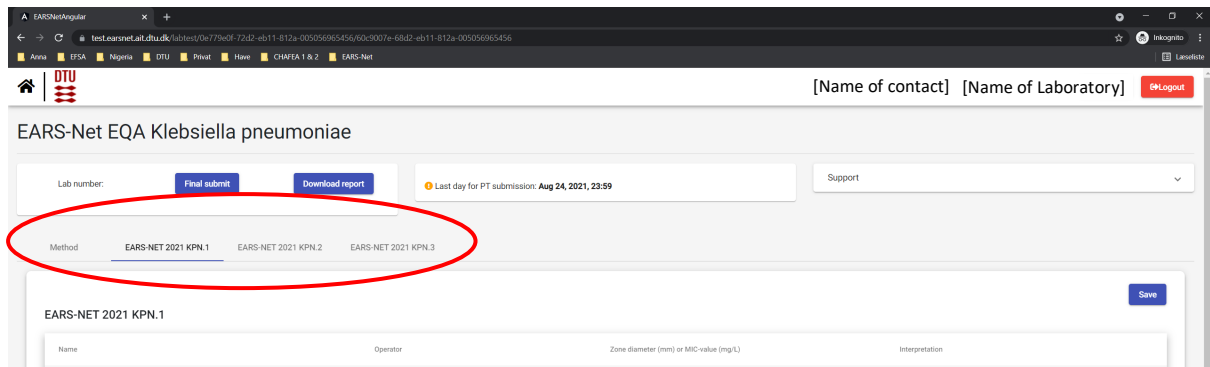 A EARSNetAngular × +
test.earsnet.ait.dtu.dk/labtest/0e779e0f-72d2-eb11-812a-005056965456/60c9007e-68d2-eb11-812a-005056965456 Inkognito
Anna EFSA Nigeria DTU Privat Have CHAFEA 1 & 2 EARS-Net Læseliste
DTU [Name of contact] [Name of Laboratory] Logout
EARS-Net EQA Klebsiella pneumoniae
Lab number: Final submit Download report Last day for PT submission: Aug 24, 2021, 23:59 Support
Method EARS-NET 2021 KPN.1 EARS-NET 2021 KPN.2 EARS-NET 2021 KPN.3
Save
EARS-NET 2021 KPN.1
Name Operator Zone diameter (mm) or MIC-value (mg/L) Interpretation